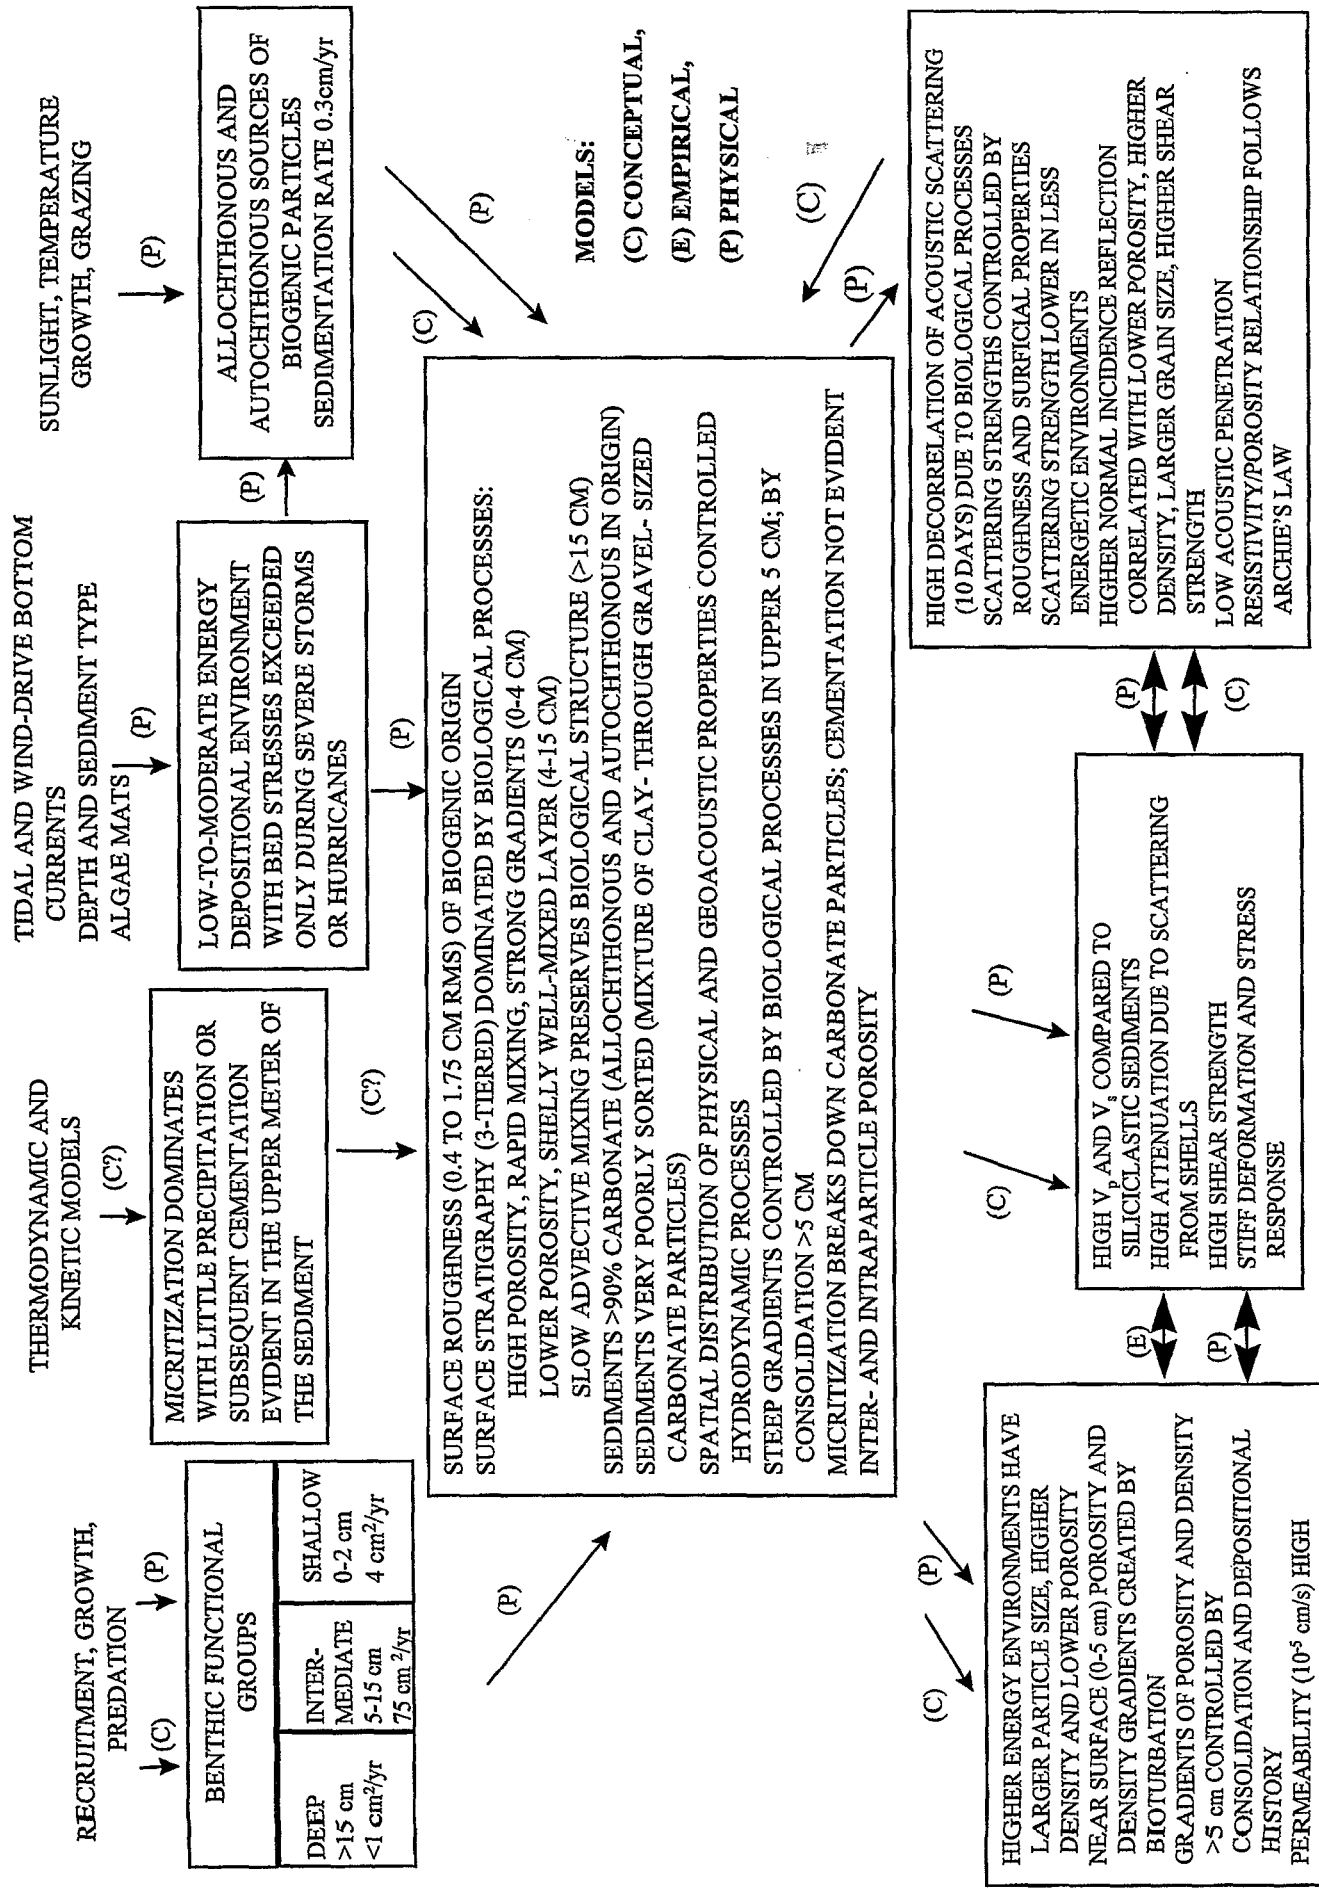 RECRUITMENT, GROWTH,
PREDATION
(C)
(P)
BENTHIC FUNCTIONAL
GROUPS
DEEP
>15 cm
<1 cm²/yr
INTER-
MEDIATE
5-15 cm
75 cm ²/yr
SHALLOW
0-2 cm
4 cm²/yr
(P)
THERMODYNAMIC AND
KINETIC MODELS
(C?)
MICRITIZATION DOMINATES
WITH LITTLE PRECIPITATION OR
SUBSEQUENT CEMENTATION
EVIDENT IN THE UPPER METER OF
THE SEDIMENT
(C?)
TIDAL AND WIND-DRIVE BOTTOM
CURRENTS
DEPTH AND SEDIMENT TYPE
ALGAE MATS
(P)
LOW-TO-MODERATE ENERGY
DEPOSITIONAL ENVIRONMENT
WITH BED STRESSES EXCEEDED
ONLY DURING SEVERE STORMS
OR HURRICANES
(P)
(P)
SUNLIGHT, TEMPERATURE
GROWTH, GRAZING
(P)
ALLOCHTHONOUS AND
AUTOCHTHONOUS SOURCES OF
BIOGENIC PARTICLES
SEDIMENTATION RATE 0.3cm/yr
(C)
(P)
SURFACE ROUGHNESS (0.4 TO 1.75 CM RMS) OF BIOGENIC ORIGIN
SURFACE STRATIGRAPHY (3-TIERED) DOMINATED BY BIOLOGICAL PROCESSES:
HIGH POROSITY, RAPID MIXING, STRONG GRADIENTS (0-4 CM)
LOWER POROSITY, SHELLY WELL-MIXED LAYER (4-15 CM)
SLOW ADVECTIVE MIXING PRESERVES BIOLOGICAL STRUCTURE (>15 CM)
SEDIMENTS >90% CARBONATE (ALLOCHTHONOUS AND AUTOCHTHONOUS IN ORIGIN)
SEDIMENTS VERY POORLY SORTED (MIXTURE OF CLAY- THROUGH GRAVEL- SIZED
CARBONATE PARTICLES)
SPATIAL DISTRIBUTION OF PHYSICAL AND GEOACOUSTIC PROPERTIES CONTROLLED
HYDRODYNAMIC PROCESSES
STEEP GRADIENTS CONTROLLED BY BIOLOGICAL PROCESSES IN UPPER 5 CM; BY
CONSOLIDATION >5 CM
MICRITIZATION BREAKS DOWN CARBONATE PARTICLES; CEMENTATION NOT EVIDENT
INTER- AND INTRAPARTICLE POROSITY
MODELS:
(C) CONCEPTUAL,
(E) EMPIRICAL,
(P) PHYSICAL
(C)
(P)
(C)
(P)
(C)
(P)
HIGHER ENERGY ENVIRONMENTS HAVE
LARGER PARTICLE SIZE, HIGHER
DENSITY AND LOWER POROSITY
NEAR SURFACE (0-5 cm) POROSITY AND
DENSITY GRADIENTS CREATED BY
BIOTURBATION
GRADIENTS OF POROSITY AND DENSITY
>5 cm CONTROLLED BY
CONSOLIDATION AND DEPOSITIONAL
HISTORY
PERMEABILITY (10⁻⁵ cm/s) HIGH
(E)
(P)
HIGH Vp AND Vs COMPARED TO
SILICICLASTIC SEDIMENTS
HIGH ATTENUATION DUE TO SCATTERING
FROM SHELLS
HIGH SHEAR STRENGTH
STIFF DEFORMATION AND STRESS
RESPONSE
(P)
(C)
HIGH DECORRELATION OF ACOUSTIC SCATTERING
(10 DAYS) DUE TO BIOLOGICAL PROCESSES
SCATTERING STRENGTHS CONTROLLED BY
ROUGHNESS AND SURFICIAL PROPERTES
SCATTERING STRENGTH LOWER IN LESS
ENERGETIC ENVIRONMENTS
HIGHER NORMAL INCIDENCE REFLECTION
CORRELATED WITH LOWER POROSITY, HIGHER
DENSITY, LARGER GRAIN SIZE, HIGHER SHEAR
STRENGTH
LOW ACOUSTIC PENETRATION
RESISTIVITY/POROSITY RELATIONSHIP FOLLOWS
ARCHIE'S LAW